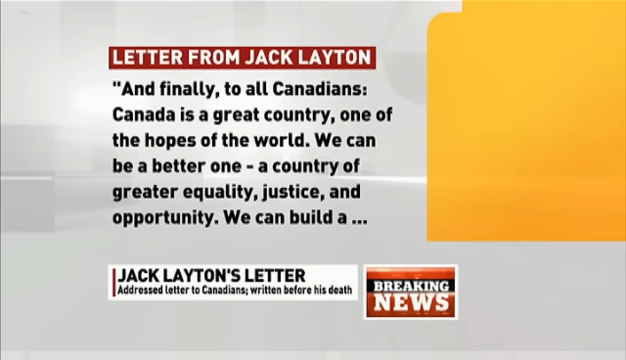 LETTER FROM JACK LAYTON
"And finally, to all Canadians:
Canada is a great country, one of
the hopes of the world. We can
be a better one - a country of
greater equality, justice, and
opportunity. We can build a ...
JACK LAYTON'S LETTER
Addressed letter to Canadians; written before his death
BREAKING
NEWS